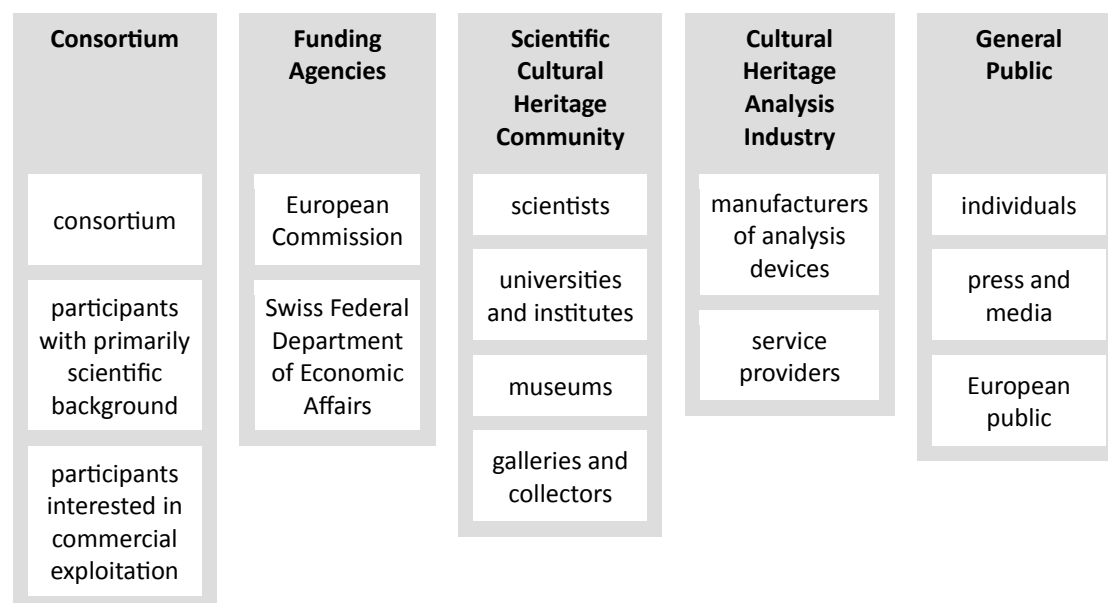 Consortium
consortium
participants
with primarily
scientific
background
participants
interested in
commercial
exploitation
Funding
Agencies
European
Commission
Swiss Federal
Department
of Economic
Affairs
Scientific
Cultural
Heritage
Community
scientists
universities
and institutes
museums
galleries and
collectors
Cultural
Heritage
Analysis
Industry
manufacturers
of analysis
devices
service
providers
General
Public
individuals
press and
media
European
public